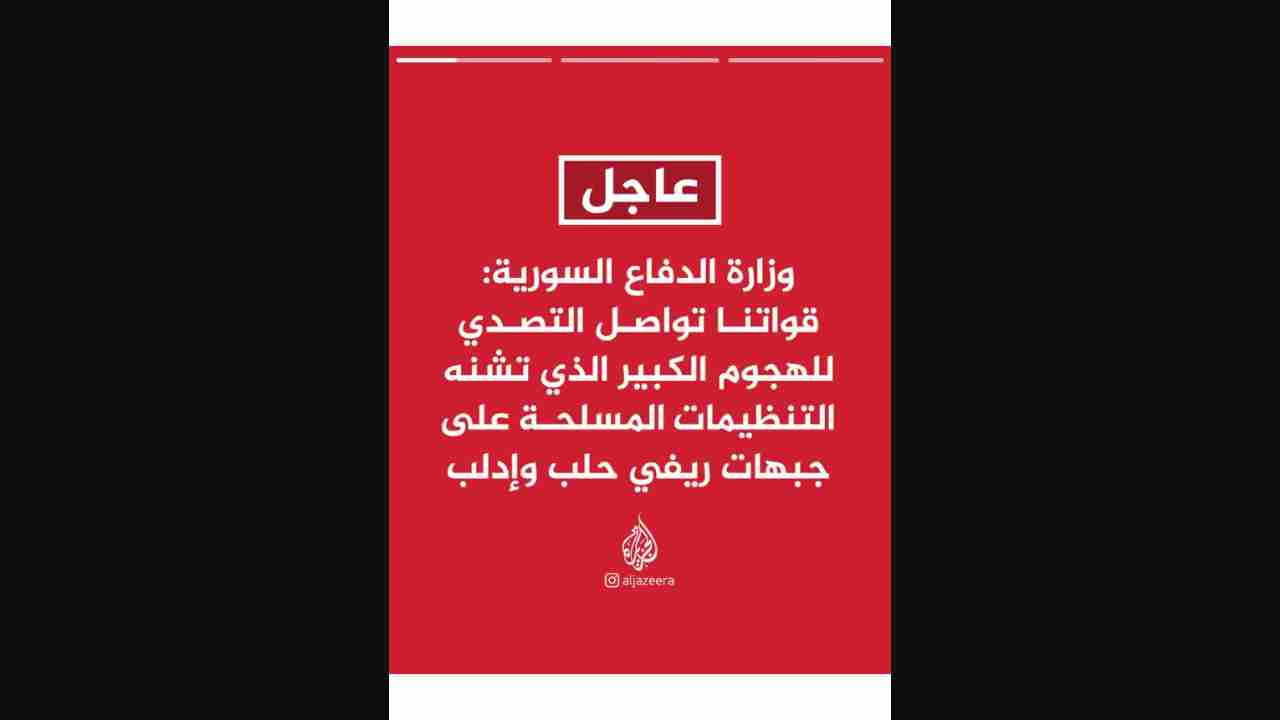 عاجل
وزارة الدفاع السورية:
قواتنـا تواصـل التصـدي
للهجوم الكبير الذي تشنه
التنظيمات المسلحـة على
جبهات ريفي حلب وإدلب
الجزيرة
aljazeera